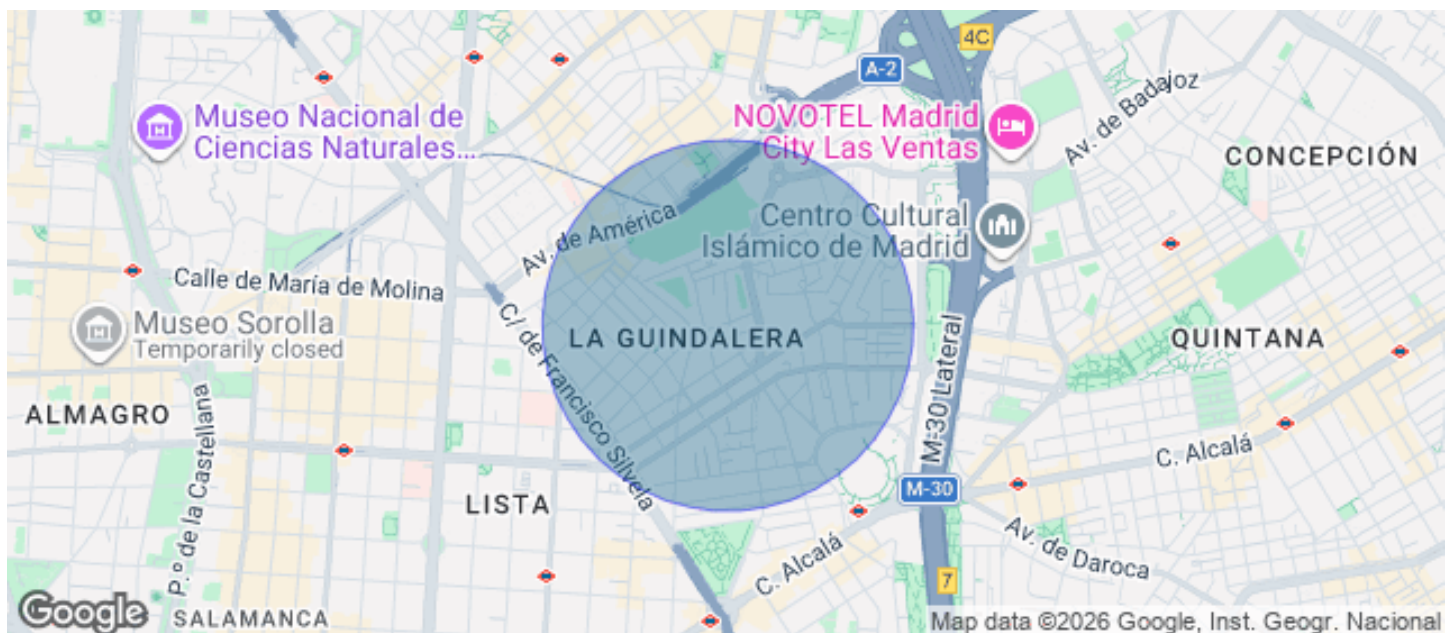 4C
A-2
Museo Nacional de
Ciencias Naturales...
NOVOTEL Madrid
City Las Ventas
Av. de Badajoz
CONCEPCIÓN
Av. de América
Centro Cultural
Islámico de Madrid
Calle de María de Molina
Museo Sorolla
Temporarily closed
C/ de Francisco Silvela
LA GUINDALERA
M-30 Lateral
QUINTANA
ALMAGRO
P.º de la Castellana
LISTA
C. Alcalá
M-30
Av. de Daroca
C. Alcalá
7
Google
SALAMANCA
Map data ©2026 Google, Inst. Geogr. Nacional